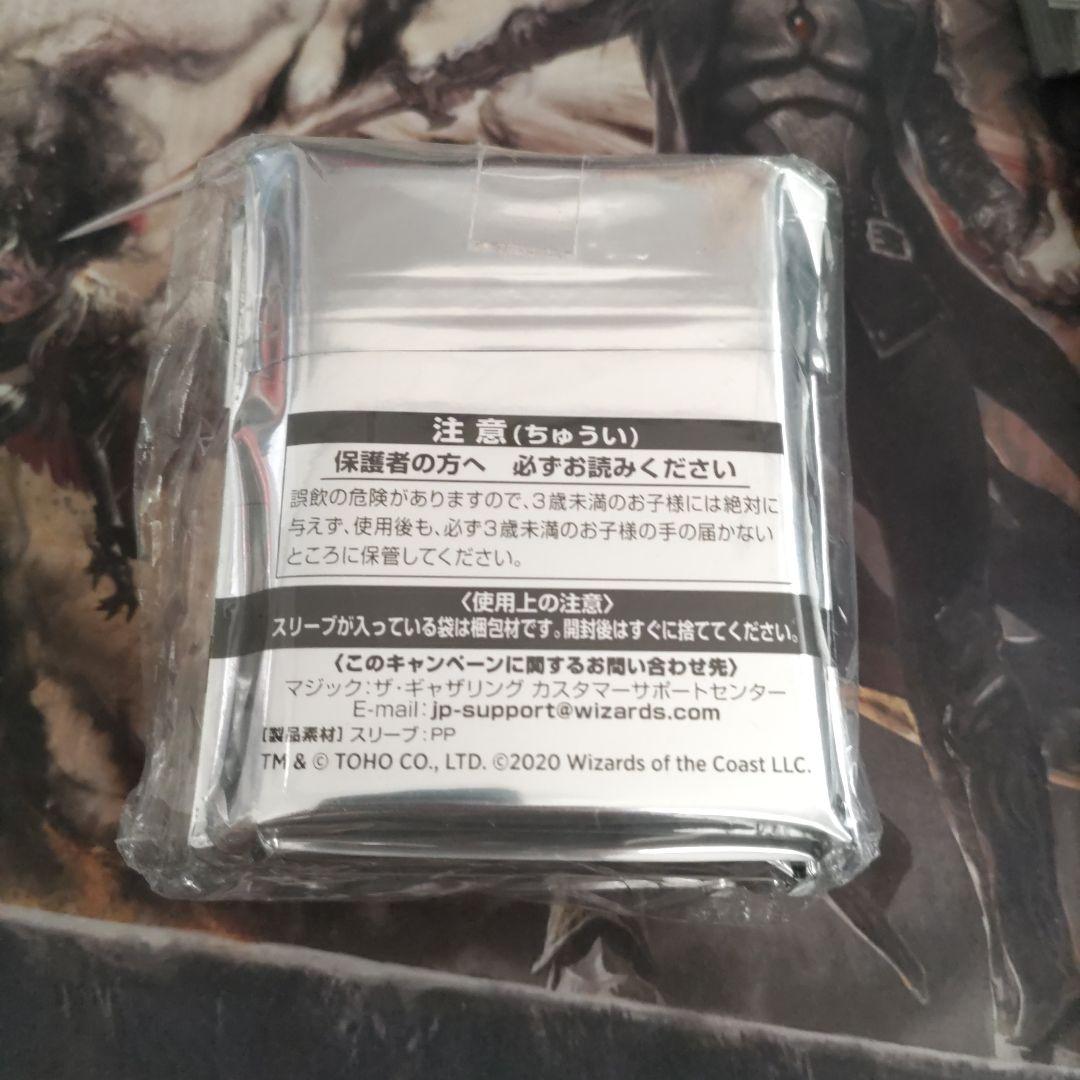 注意(ちゅうい)
保護者の方へ 必ずお読みください
誤飲の危険がありますので、3歳未満のお子様には絶対に
与えず、使用後も、必ず3歳未満のお子様の手の届かない
ところに保管してください。
〈使用上の注意〉
スリーブが入っている袋は梱包材です。開封後はすぐに捨ててください。
〈このキャンペーンに関するお問い合わせ先〉
マジック:ザ・ギャザリング カスタマーサポートセンター
E-mail:jp-support@wizards.com
【製品素材】スリーブ:PP
TM & © TOHO CO., LTD. ©2020 Wizards of the Coast LLC.